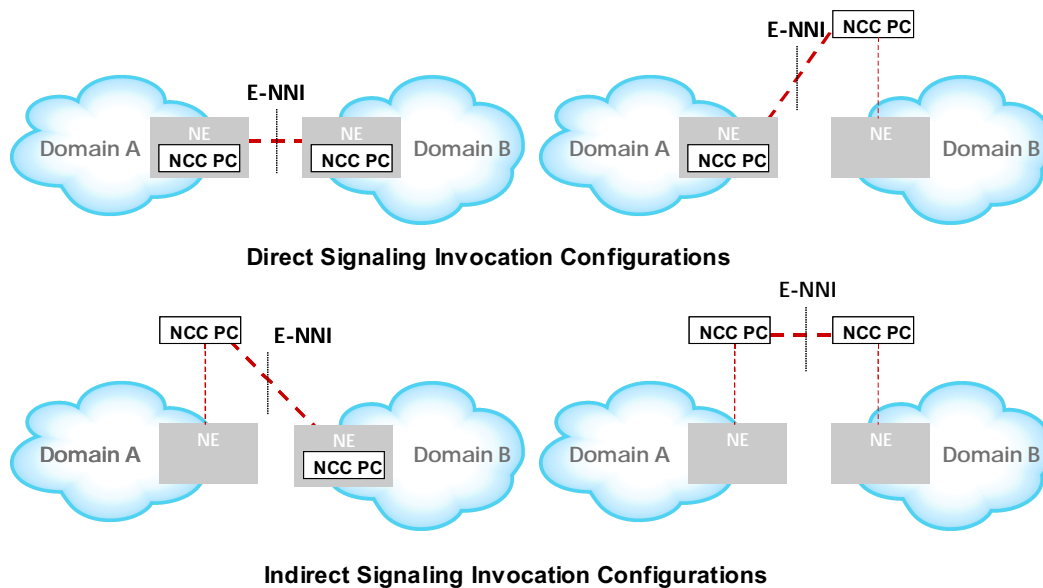 E-NNI
NE
NCC PC
Domain A
NE
NCC PC
Domain B
NCC PC
E-NNI
NE
NCC PC
Domain A
NE
Domain B
Direct Signaling Invocation Configurations
NCC PC
E-NNI
NE
Domain A
NE
NCC PC
Domain B
E-NNI
NCC PC
NCC PC
NE
Domain A
NE
Domain B
Indirect Signaling Invocation Configurations